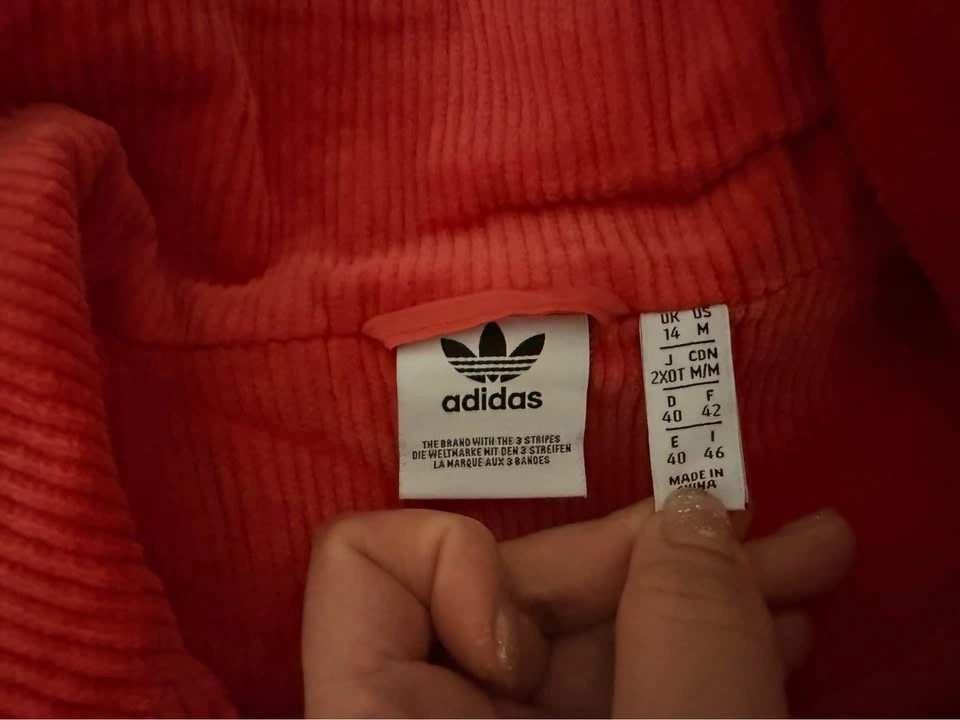 adidas
THE BRAND WITH THE 3 STRIPES
DIE WELTMARKE MIT DEN 3 STREIFEN
LA MARQUE AUX 3 BANDES
UK US
14 M
J CDN
2XOT M/M
D F
40 42
E I
40 46
MADE IN
CHINA